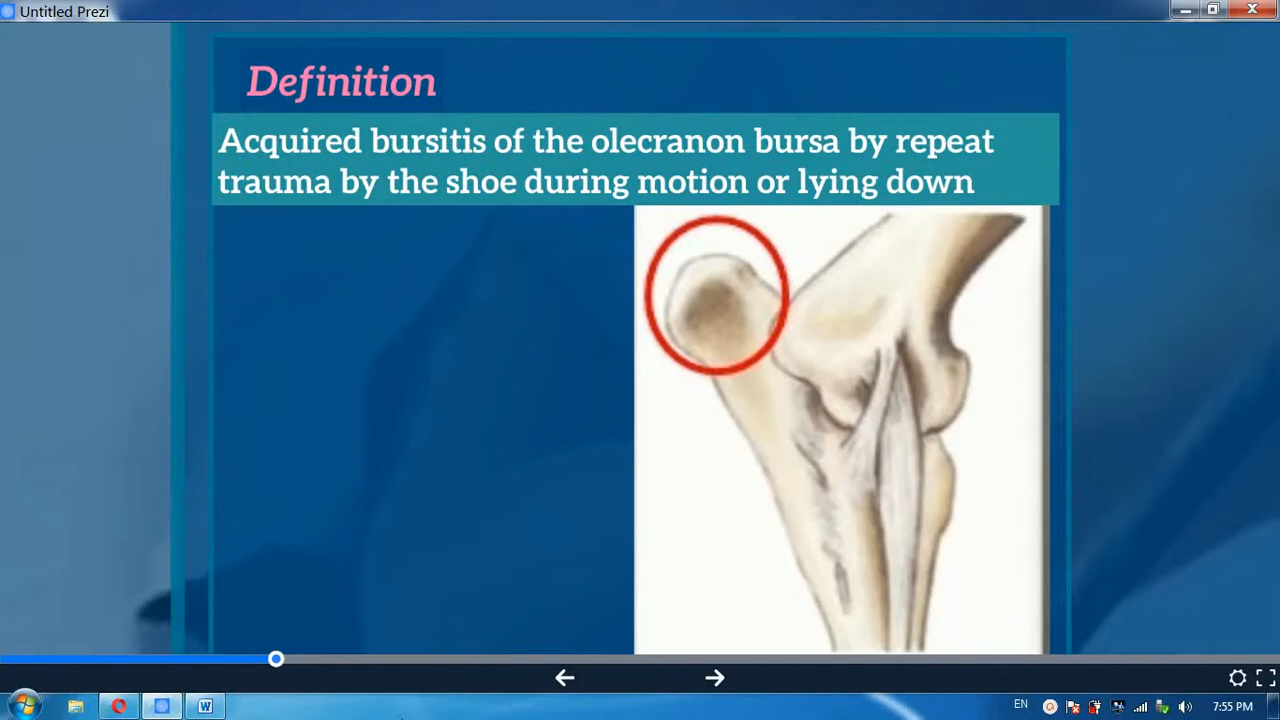 Untitled Prezi
Definition
Acquired bursitis of the olecranon bursa by repeat
trauma by the shoe during motion or lying down
EN
7:55 PM